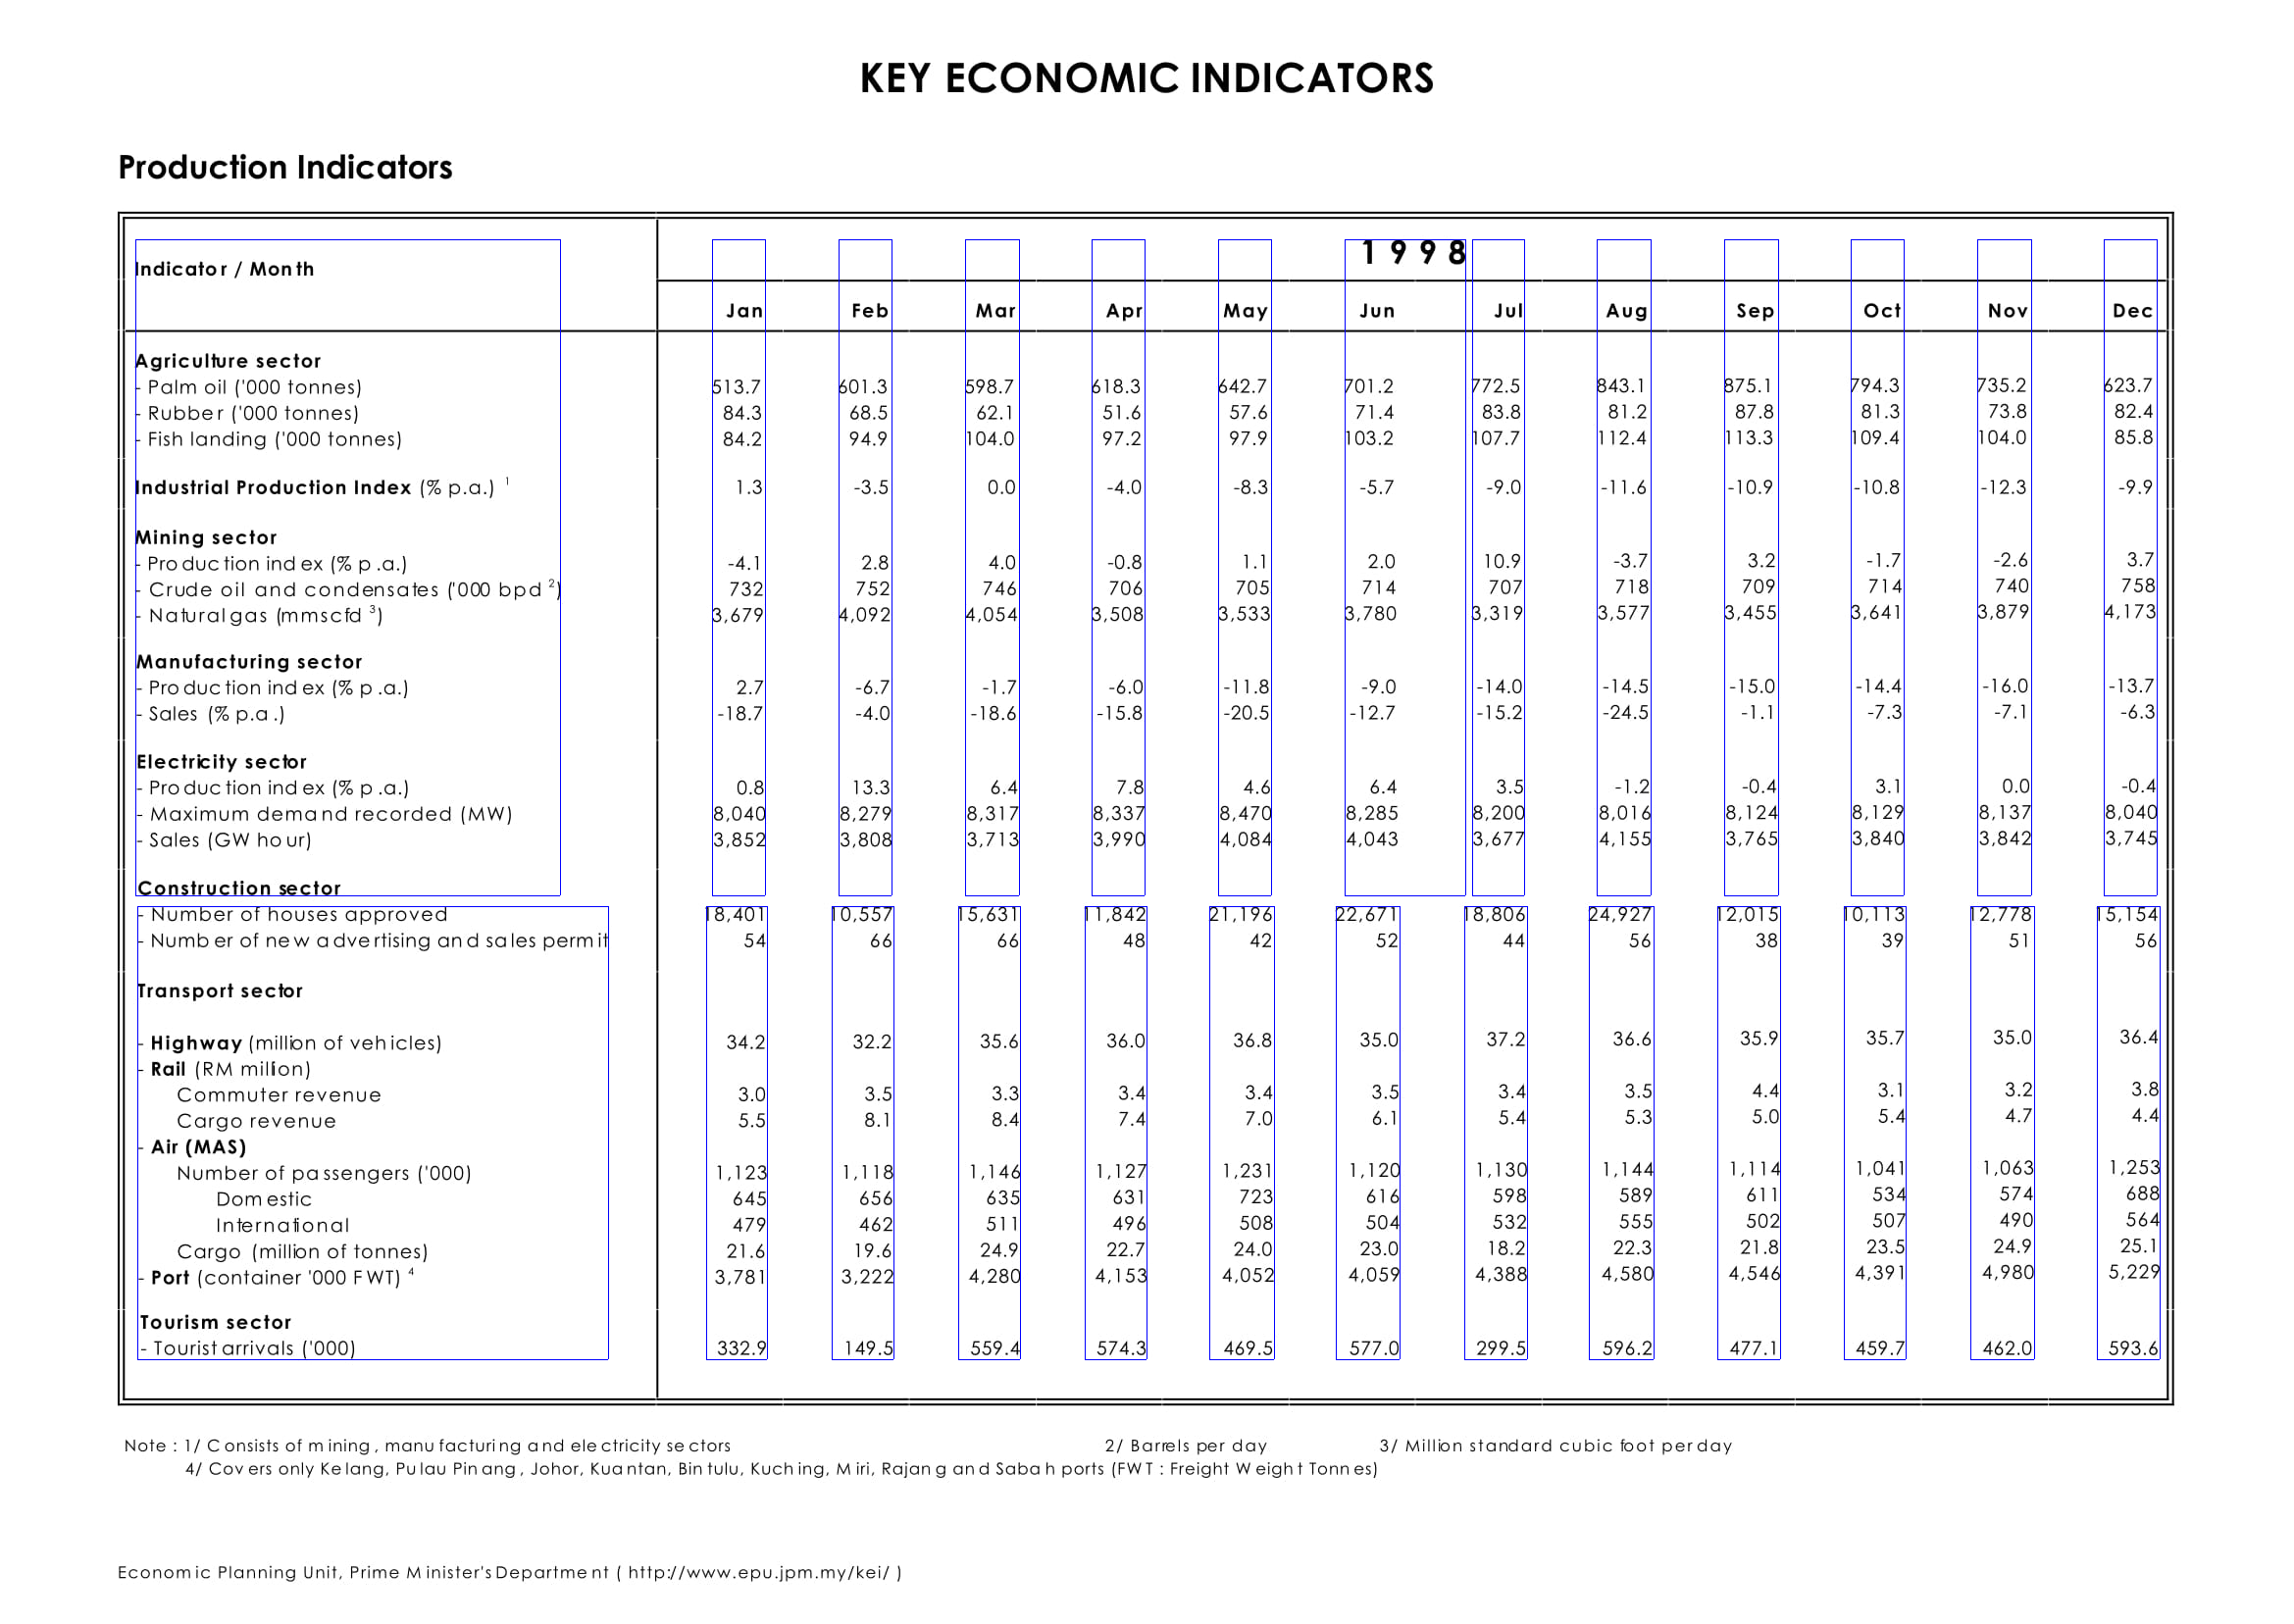 KEY ECONOMIC INDICATORS
Production Indicators
1 9 9 8
Indicator / Month
Jan Feb Mar Apr May Jun Jul Aug Sep Oct Nov Dec
Agriculture sector
- Palm oil ('000 tonnes) 513.7 601.3 598.7 618.3 642.7 701.2 772.5 843.1 875.1 794.3 735.2 623.7
- Rubber ('000 tonnes) 84.3 68.5 62.1 51.6 57.6 71.4 83.8 81.2 87.8 81.3 73.8 82.4
- Fish landing ('000 tonnes) 84.2 94.9 104.0 97.2 97.9 103.2 107.7 112.4 113.3 109.4 104.0 85.8
Industrial Production Index (% p.a.) 1 1.3 -3.5 0.0 -4.0 -8.3 -5.7 -9.0 -11.6 -10.9 -10.8 -12.3 -9.9
Mining sector
- Production index (% p.a.) -4.1 2.8 4.0 -0.8 1.1 2.0 10.9 -3.7 3.2 -1.7 -2.6 3.7
- Crude oil and condensates ('000 bpd 2) 732 752 746 706 705 714 707 718 709 714 740 758
- Natural gas (mmscfd 3) 3,679 4,092 4,054 3,508 3,533 3,780 3,319 3,577 3,455 3,641 3,879 4,173
Manufacturing sector
- Production index (% p.a.) 2.7 -6.7 -1.7 -6.0 -11.8 -9.0 -14.0 -14.5 -15.0 -14.4 -16.0 -13.7
- Sales (% p.a.) -18.7 -4.0 -18.6 -15.8 -20.5 -12.7 -15.2 -24.5 -1.1 -7.3 -7.1 -6.3
Electricity sector
- Production index (% p.a.) 0.8 13.3 6.4 7.8 4.6 6.4 3.5 -1.2 -0.4 3.1 0.0 -0.4
- Maximum demand recorded (MW) 8,040 8,279 8,317 8,337 8,470 8,285 8,200 8,016 8,124 8,129 8,137 8,040
- Sales (GW hour) 3,852 3,808 3,713 3,990 4,084 4,043 3,677 4,155 3,765 3,840 3,842 3,745
Construction sector
- Number of houses approved 18,401 10,557 15,631 11,842 21,196 22,671 18,806 24,927 12,015 10,113 12,778 15,154
- Number of new advertising and sales permit 54 66 66 48 42 52 44 56 38 39 51 56
Transport sector
- Highway (million of vehicles) 34.2 32.2 35.6 36.0 36.8 35.0 37.2 36.6 35.9 35.7 35.0 36.4
- Rail (RM million)
Commuter revenue 3.0 3.5 3.3 3.4 3.4 3.5 3.4 3.5 4.4 3.1 3.2 3.8
Cargo revenue 5.5 8.1 8.4 7.4 7.0 6.1 5.4 5.3 5.0 5.4 4.7 4.4
- Air (MAS)
Number of passengers ('000) 1,123 1,118 1,146 1,127 1,231 1,120 1,130 1,144 1,114 1,041 1,063 1,253
Domestic 645 656 635 631 723 616 598 589 611 534 574 688
International 479 462 511 496 508 504 532 555 502 507 490 564
Cargo (million of tonnes) 21.6 19.6 24.9 22.7 24.0 23.0 18.2 22.3 21.8 23.5 24.9 25.1
- Port (container '000 FWT) 4 3,781 3,222 4,280 4,153 4,052 4,059 4,388 4,580 4,546 4,391 4,980 5,229
Tourism sector
- Tourist arrivals ('000) 332.9 149.5 559.4 574.3 469.5 577.0 299.5 596.2 477.1 459.7 462.0 593.6
Note : 1/ Consists of mining, manufacturing and electricity sectors 2/ Barrels per day 3/ Million standard cubic foot per day
4/ Covers only Kelang, Pulau Pinang, Johor, Kuantan, Bintulu, Kuching, Miri, Rajang and Sabah ports (FWT : Freight Weight Tonnes)
Economic Planning Unit, Prime Minister's Department ( http://www.epu.jpm.my/kei/ )